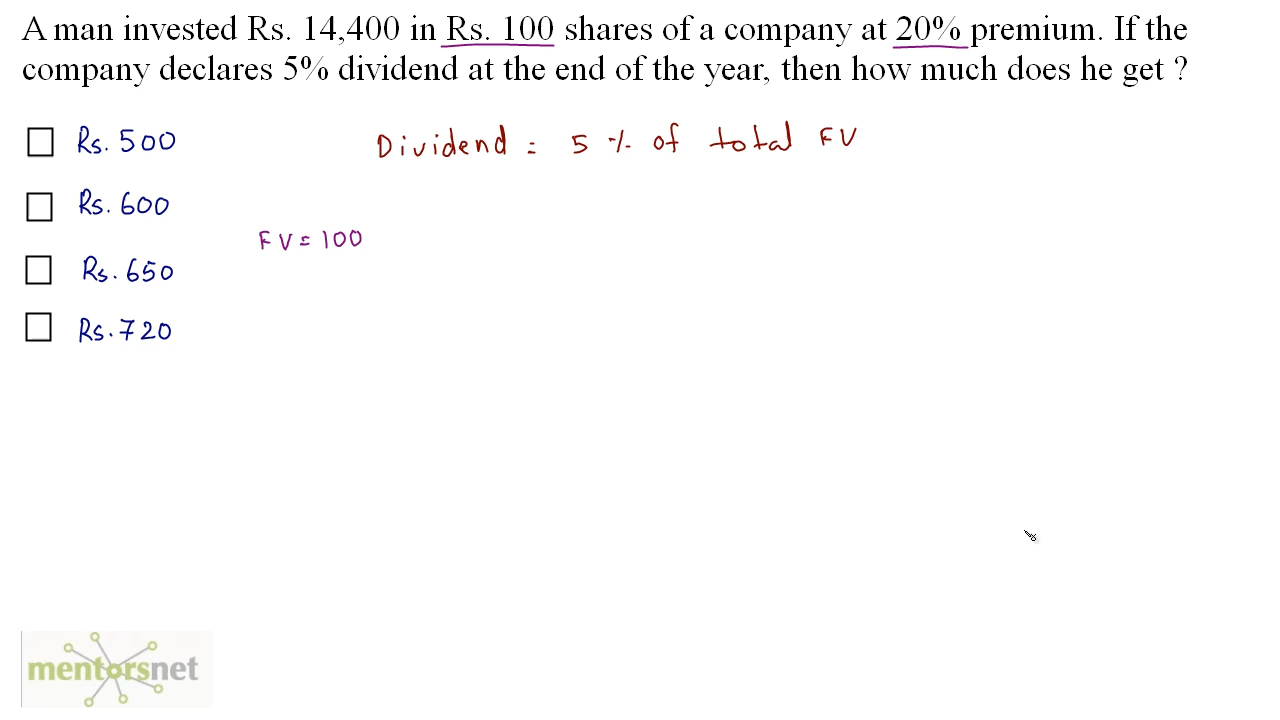 A man invested Rs. 14,400 in Rs. 100 shares of a company at 20% premium. If the
company declares 5% dividend at the end of the year, then how much does he get ?
Rs. 500
Dividend = 5 % of total FV
Rs. 600
FV = 100
Rs. 650
Rs. 720
mentorsnet